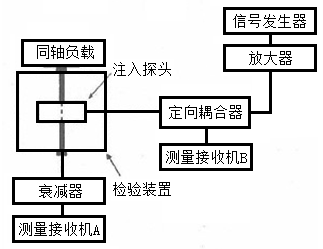 信号发生器
同轴负载
放大器
注入探头
定向耦合器
测量接收机B
衰减器
检验装置
测量接收机A